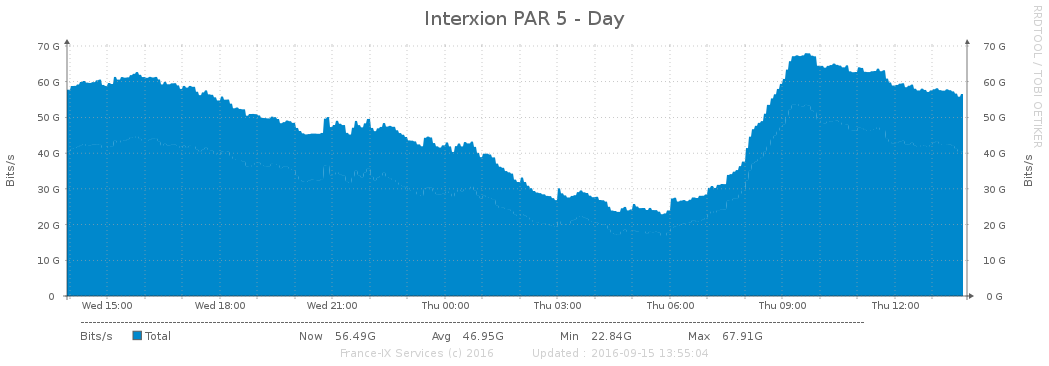 Interxion PAR 5 - Day
RRDTOOL / TOBI OETIKER
70 G 70 G
60 G 60 G
50 G 50 G
40 G 40 G
30 G 30 G
20 G 20 G
10 G 10 G
0 0 G
Bits/s
Bits/s
Wed 15:00 Wed 18:00 Wed 21:00 Thu 00:00 Thu 03:00 Thu 06:00 Thu 09:00 Thu 12:00
Bits/s Total Now 56.49G Avg 46.95G Min 22.84G Max 67.91G
France-IX Services (c) 2016 Updated : 2016-09-15 13:55:04